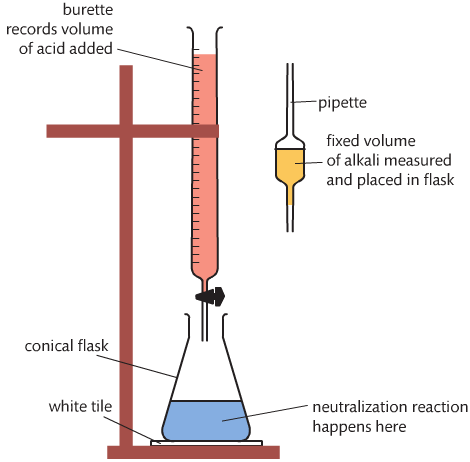 burette
records volume
of acid added
pipette
fixed volume
of alkali measured
and placed in flask
conical flask
white tile
neutralization reaction
happens here